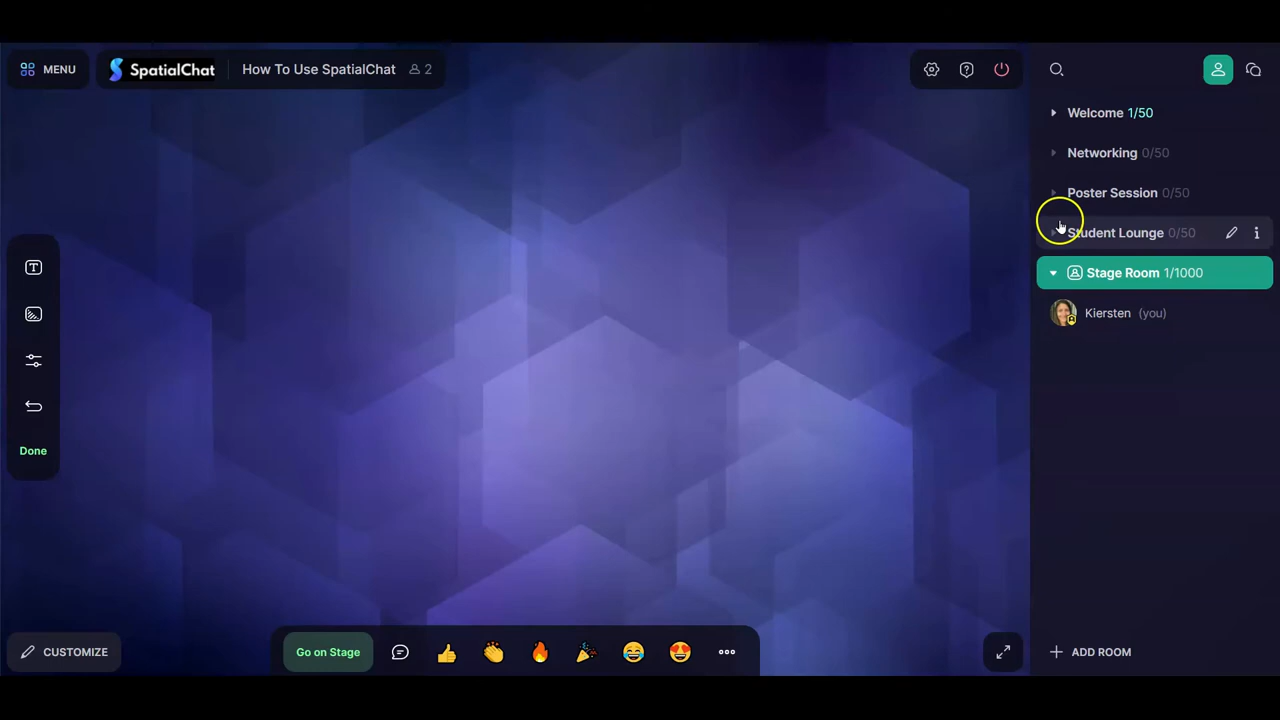 MENU
SpatialChat
How To Use SpatialChat 2
Welcome 1/50
Networking 0/50
Poster Session 0/50
Student Lounge 0/50
Stage Room 1/1000
Kiersten (you)
Done
CUSTOMIZE
Go on Stage
ADD ROOM